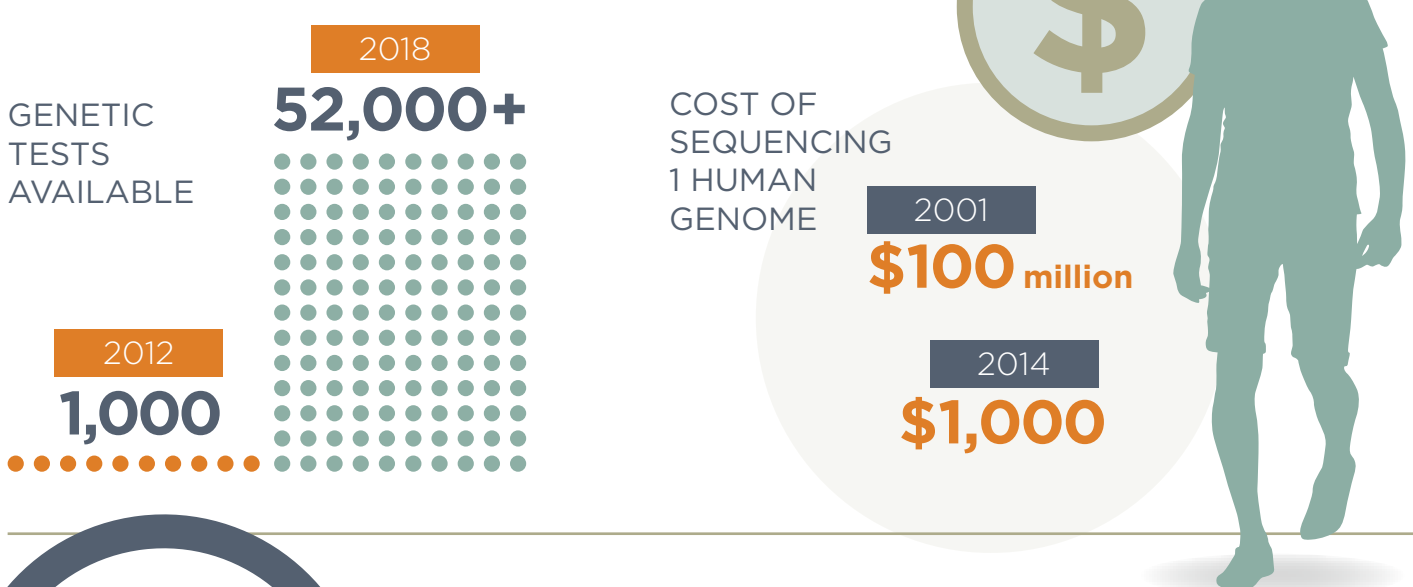 GENETIC
TESTS
AVAILABLE
2018
52,000+
2012
1,000
COST OF
SEQUENCING
1 HUMAN
GENOME
2001
$100 million
2014
$1,000
$